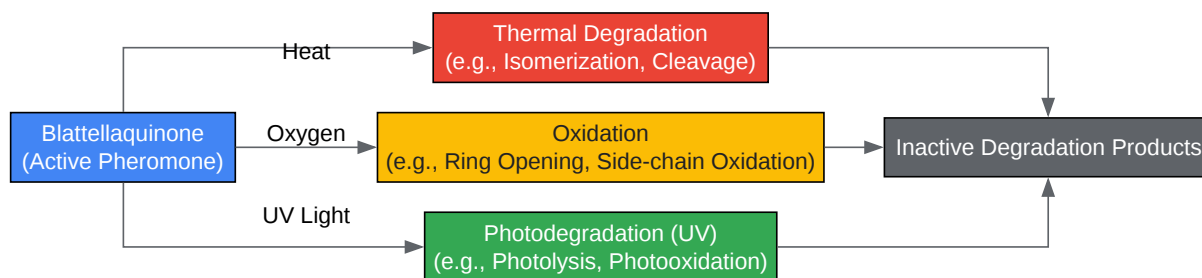 Thermal Degradation
(e.g., Isomerization, Cleavage)
Heat
Blattellaquinone
(Active Pheromone)
Oxygen
Oxidation
(e.g., Ring Opening, Side-chain Oxidation)
Inactive Degradation Products
UV Light
Photodegradation (UV)
(e.g., Photolysis, Photooxidation)